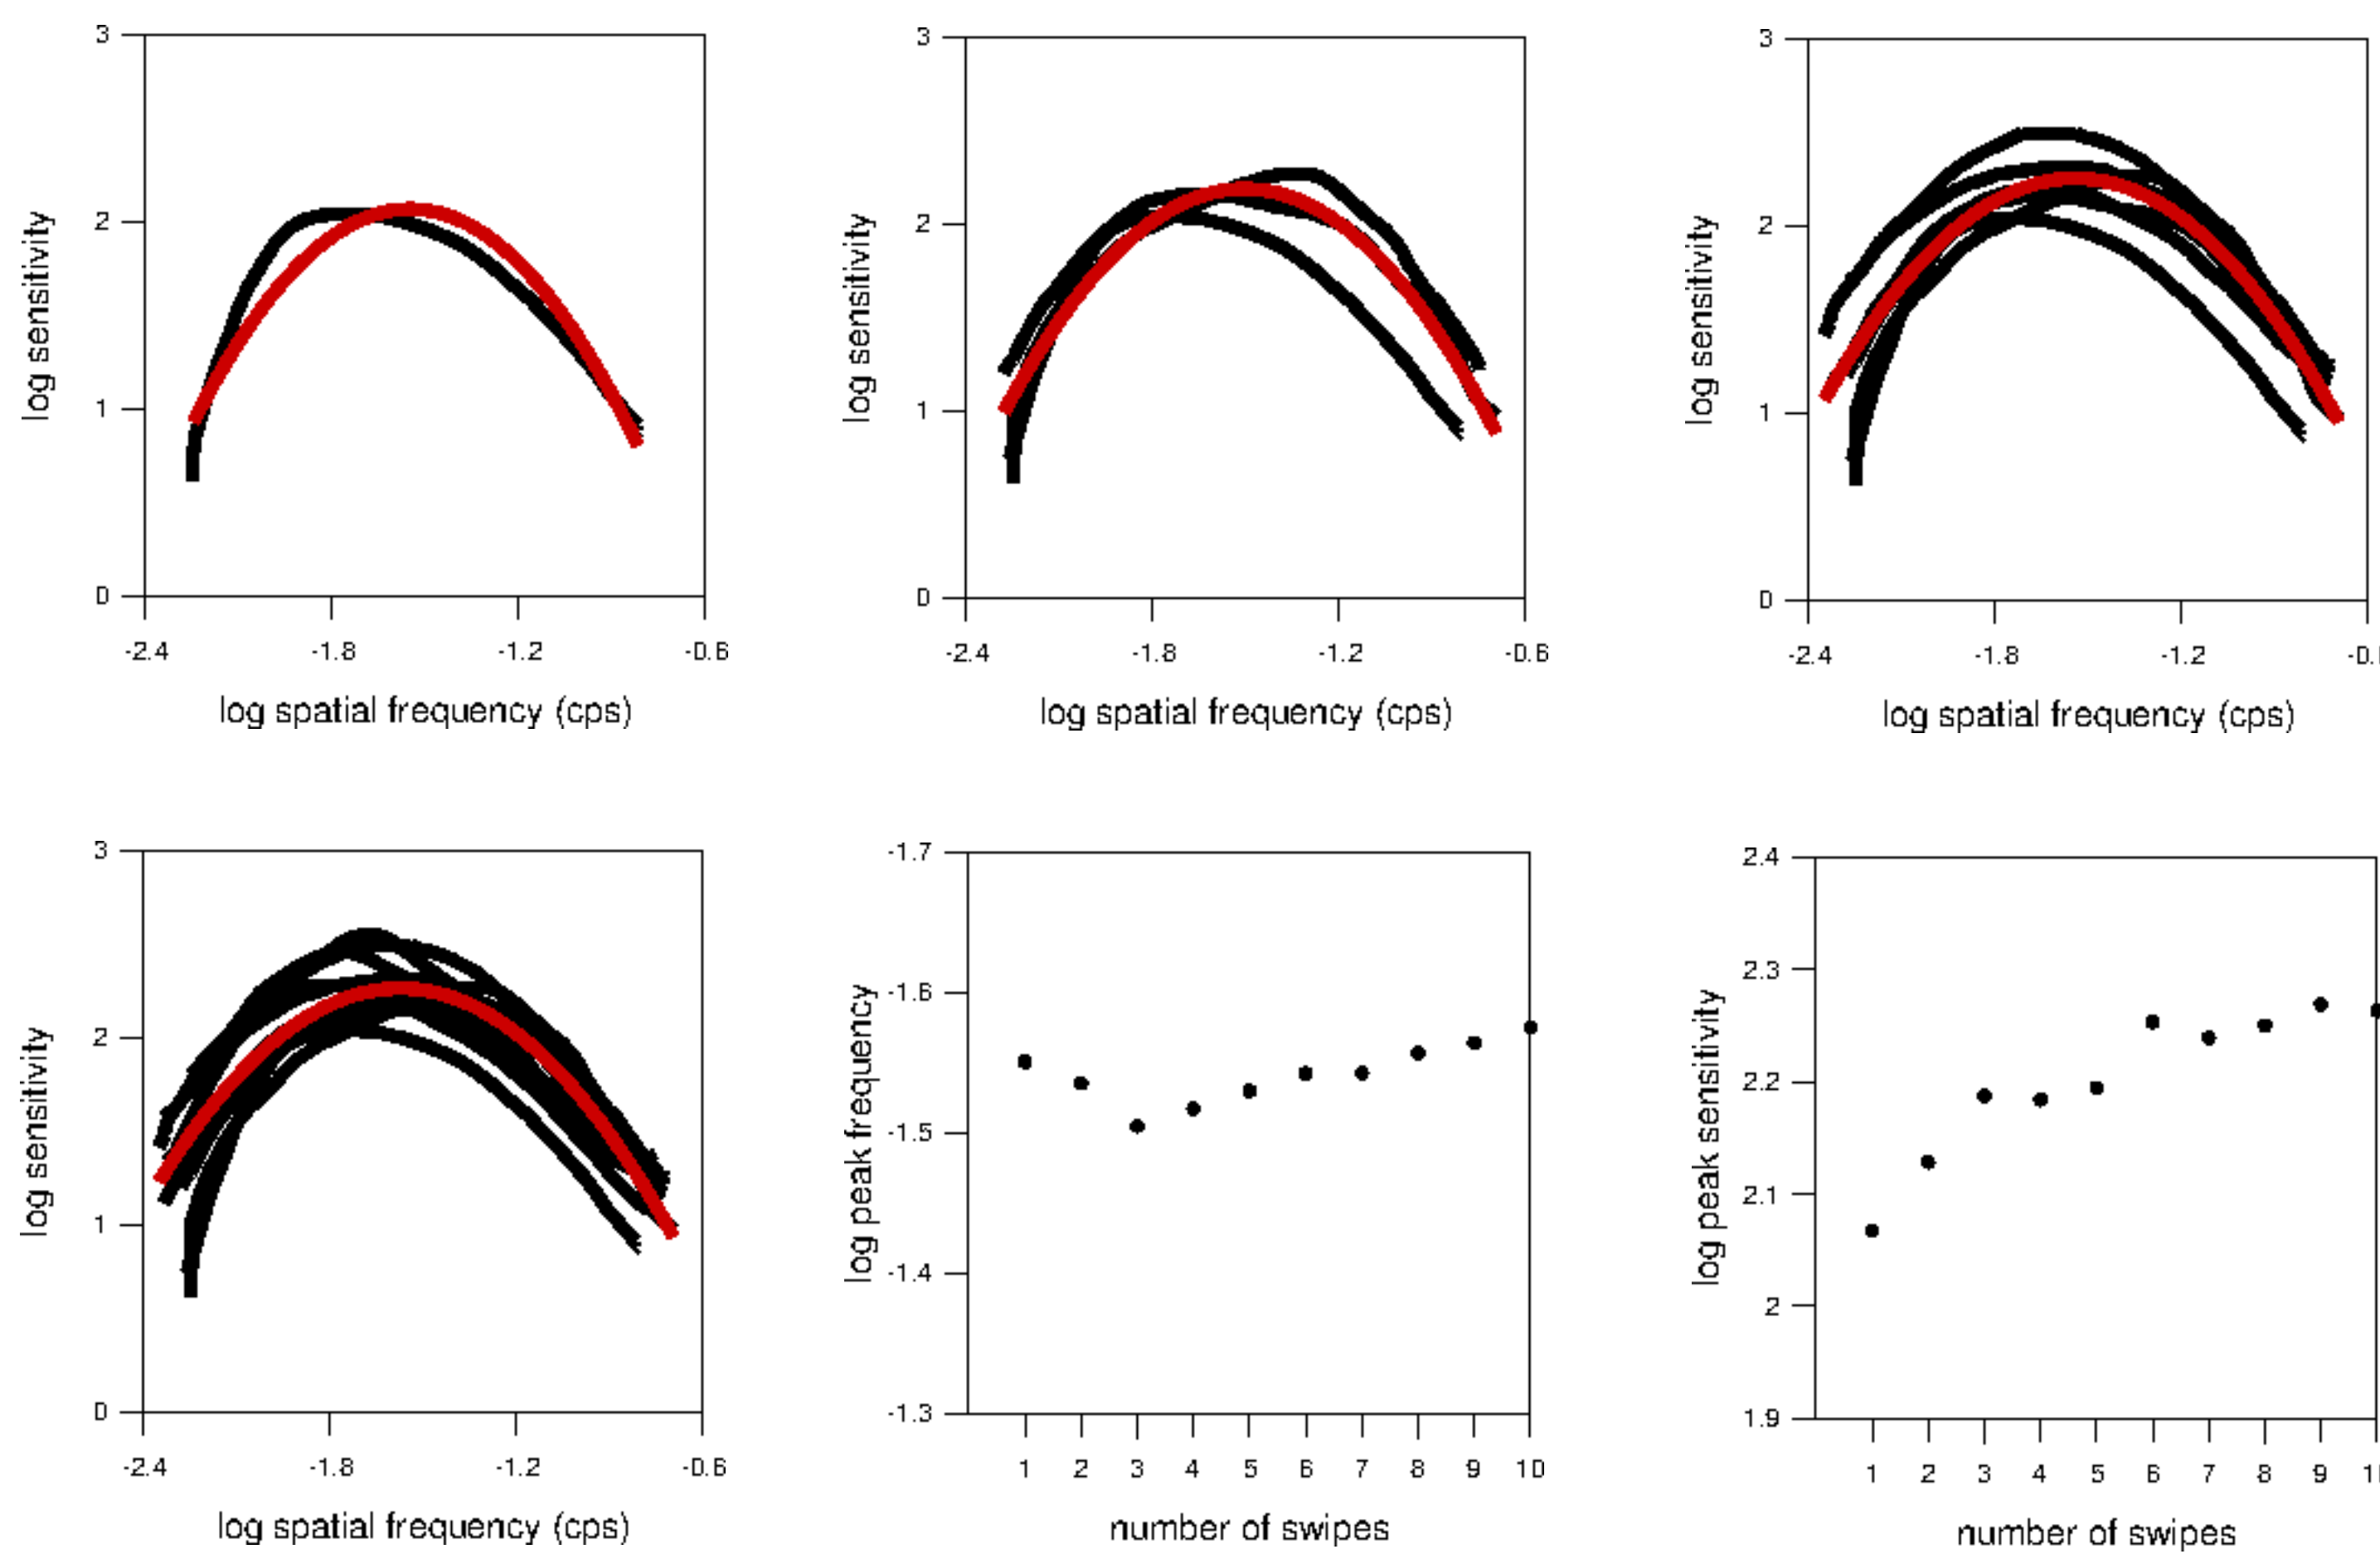 3
2
1
0
log sensitivity
-2.4 -1.8 -1.2 -0.6
log spatial frequency (cps)
3
2
1
0
log sensitivity
-2.4 -1.8 -1.2 -0.6
log spatial frequency (cps)
3
2
1
0
log sensitivity
-2.4 -1.8 -1.2
log spatial frequency (cps)
3
2
1
0
log sensitivity
-2.4 -1.8 -1.2 -0.6
log spatial frequency (cps)
-1.7
-1.6
-1.5
-1.4
-1.3
log peak frequency
1 2 3 4 5 6 7 8 9 10
number of swipes
2.4
2.3
2.2
2.1
2
1.9
log peak sensitivity
1 2 3 4 5 6 7 8 9
number of swipes